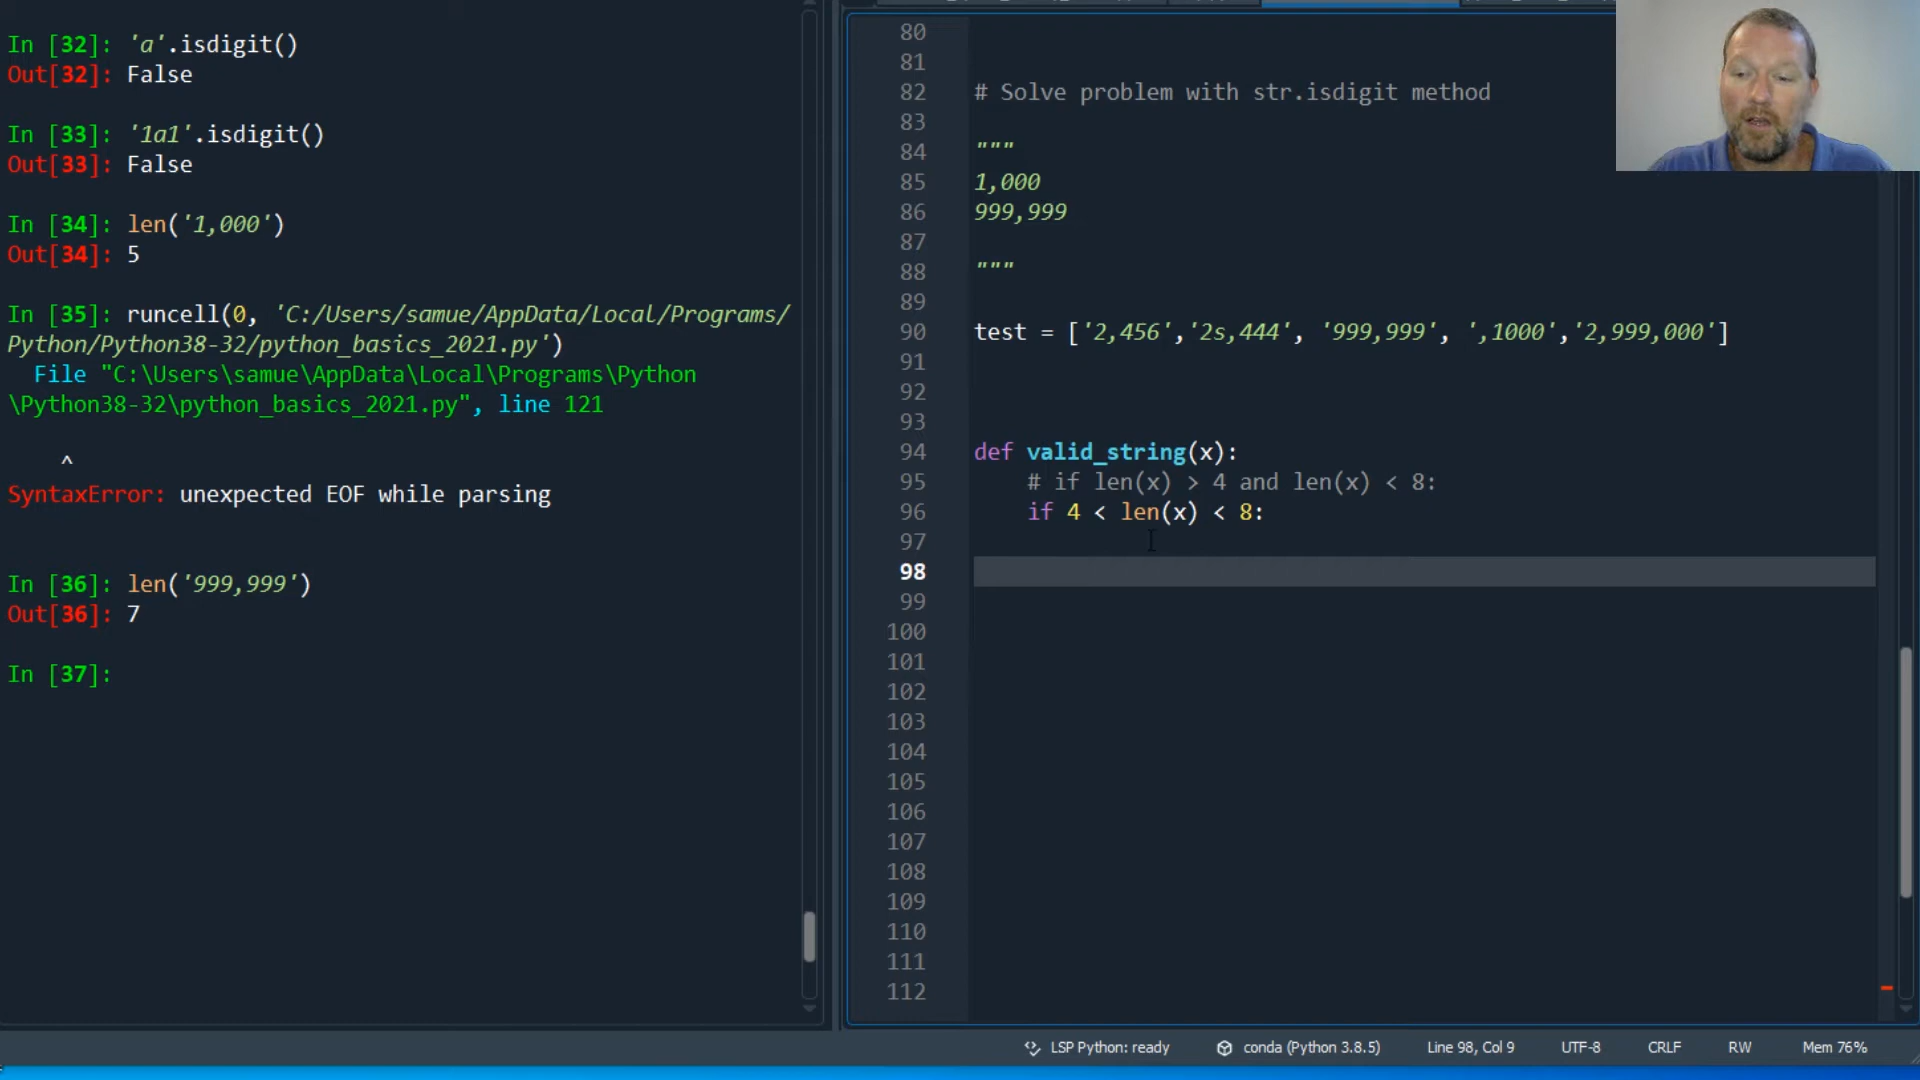 In [32]: 'a'.isdigit()
Out[32]: False
In [33]: '1a1'.isdigit()
Out[33]: False
In [34]: len('1,000')
Out[34]: 5
In [35]: runcell(0, 'C:/Users/samue/AppData/Local/Programs/
Python/Python38-32/python_basics_2021.py')
File "C:\Users\samue\AppData\Local\Programs\Python
\Python38-32\python_basics_2021.py", line 121
^
SyntaxError: unexpected EOF while parsing
In [36]: len('999,999')
Out[36]: 7
In [37]:
80
81
82 # Solve problem with str.isdigit method
83
84 """
85 1,000
86 999,999
87
88 """
89
90 test = ['2,456','2s,444', '999,999', ',1000','2,999,000']
91
92
93
94 def valid_string(x):
95 # if len(x) > 4 and len(x) < 8:
96 if 4 < len(x) < 8:
97
98
99
100
101
102
103
104
105
106
107
108
109
110
111
112
LSP Python: ready conda (Python 3.8.5) Line 98, Col 9 UTF-8 CRLF RW Mem 76%